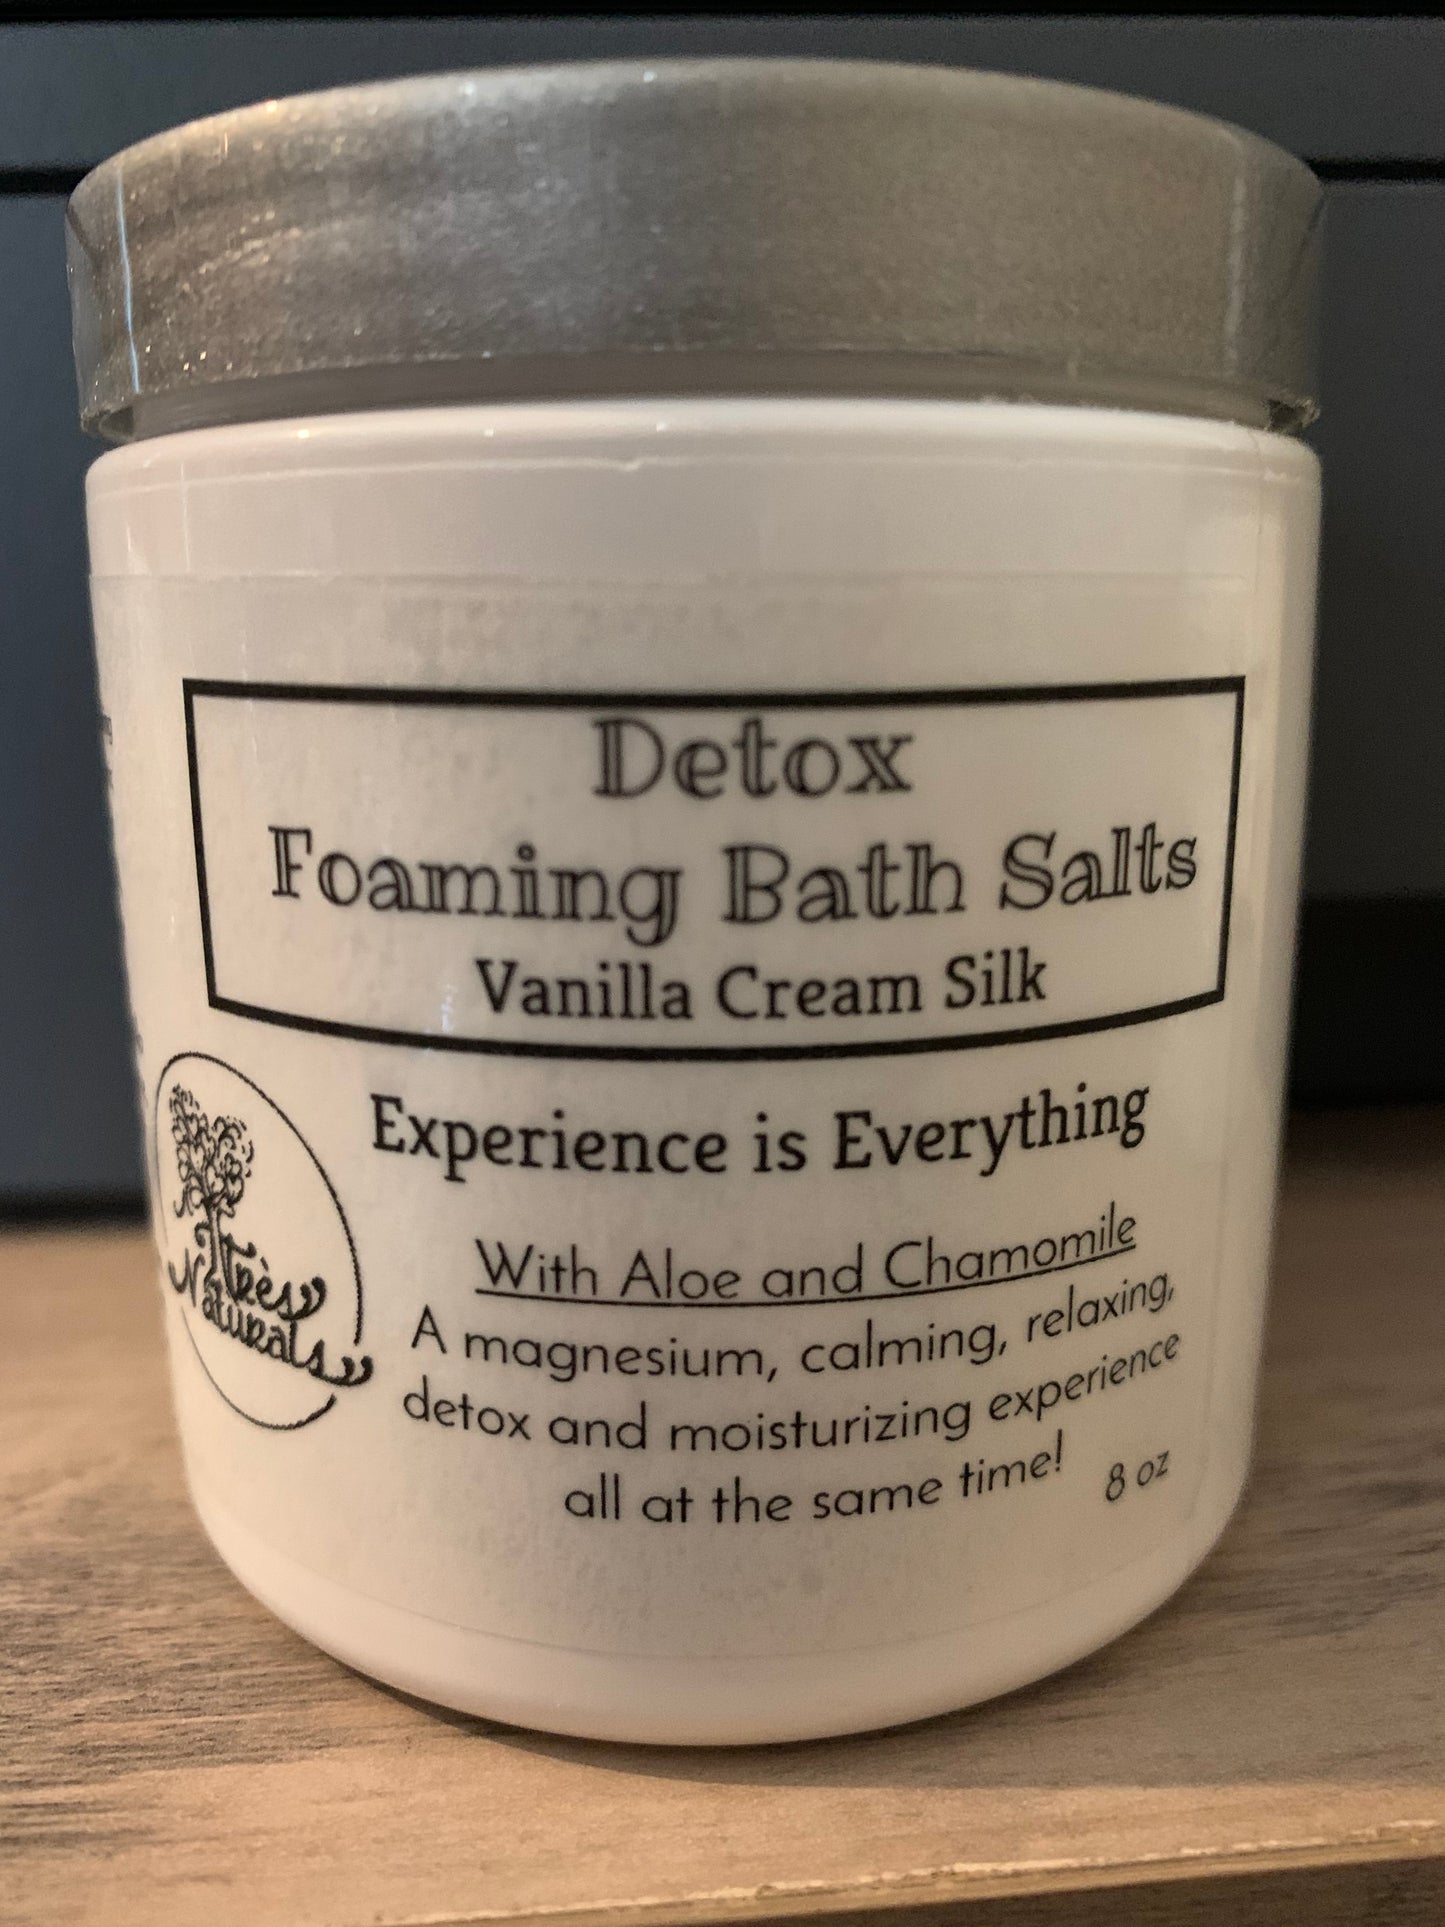 Detox
Foaming Bath Salts
Vanilla Cream Silk
Experience is Everything
Très
Naturals
With Aloe and Chamomile
A magnesium, calming, relaxing,
detox and moisturizing experience
all at the same time!
8 oz